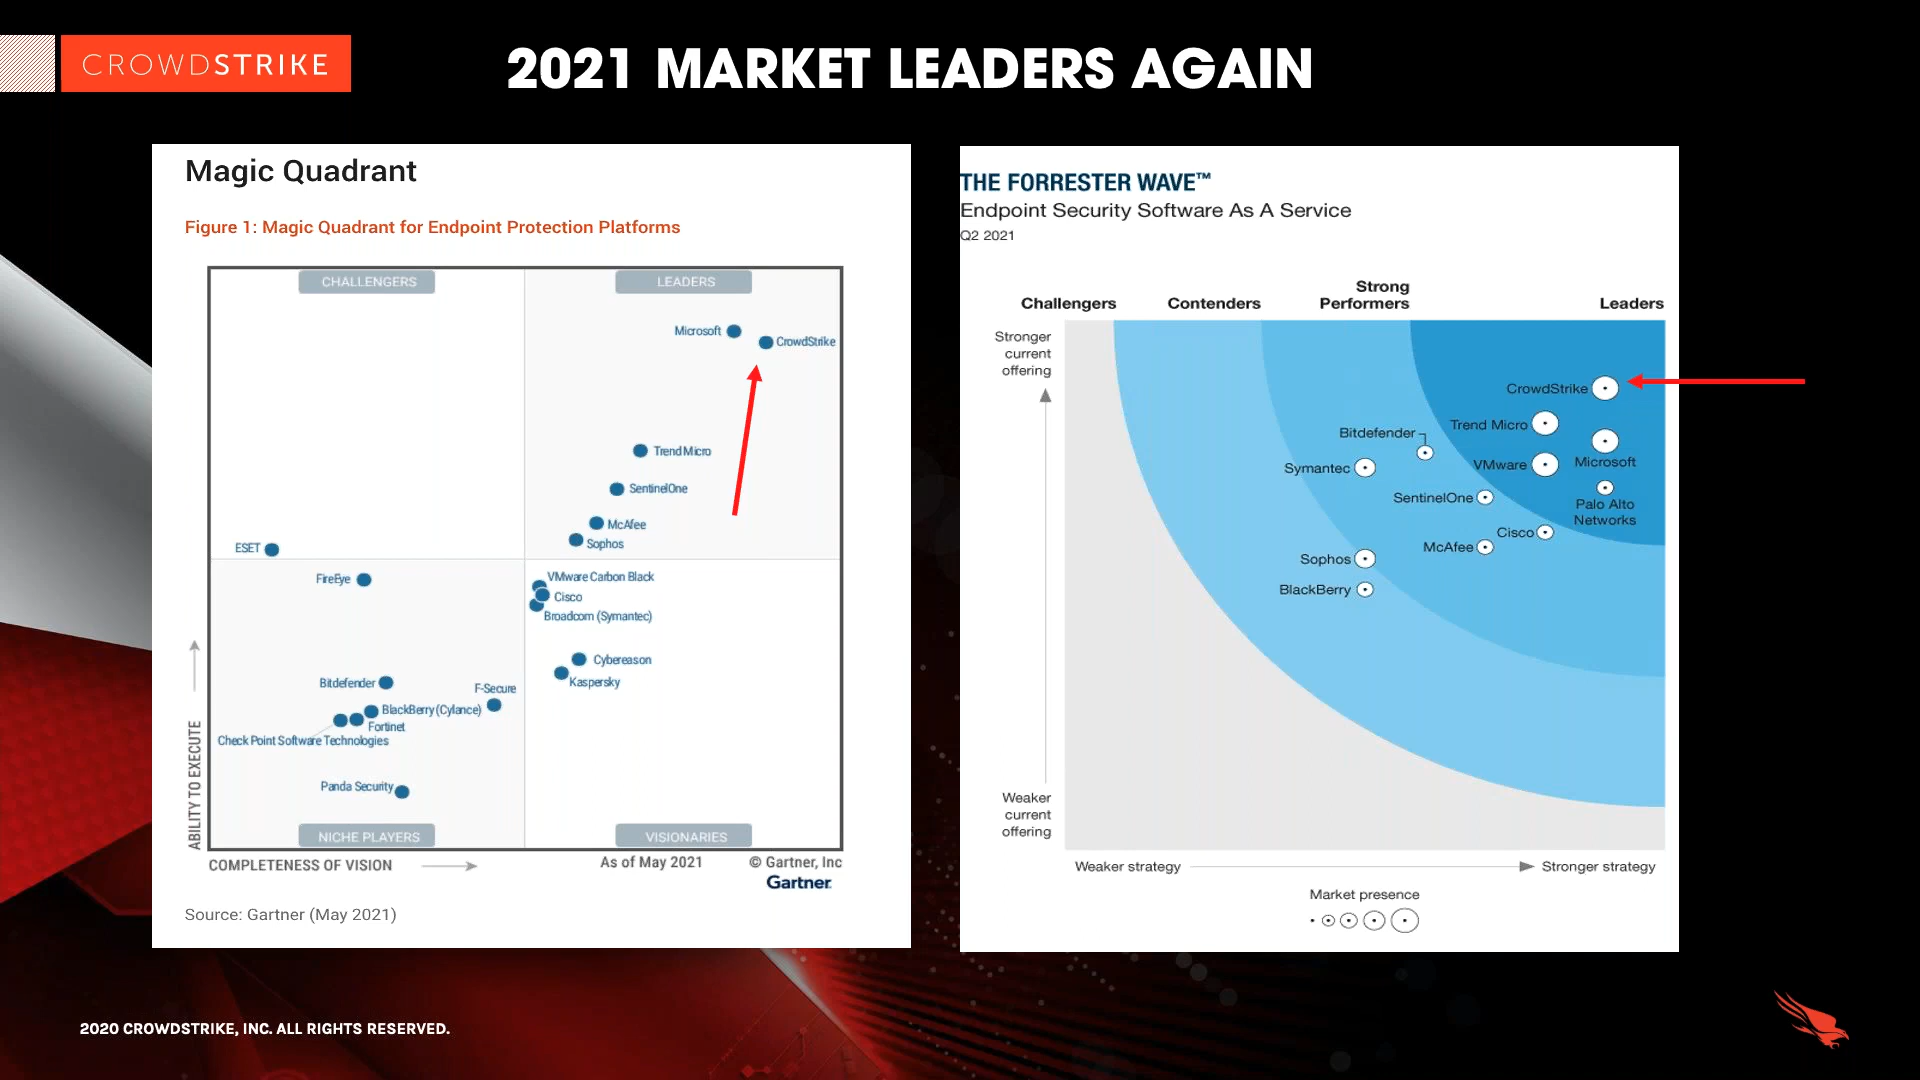 CROWDSTRIKE
2021 MARKET LEADERS AGAIN
Magic Quadrant
Figure 1: Magic Quadrant for Endpoint Protection Platforms
CHALLENGERS
LEADERS
Microsoft
CrowdStrike
Trend Micro
SentinelOne
McAfee
Sophos
ESET
FireEye
VMware Carbon Black
Cisco
Broadcom (Symantec)
Cybereason
Kaspersky
Bitdefender
F-Secure
BlackBerry (Cylance)
Fortinet
Check Point Software Technologies
Panda Security
NICHE PLAYERS
VISIONARIES
ABILITY TO EXECUTE
COMPLETENESS OF VISION
As of May 2021
© Gartner, Inc
Gartner
Source: Gartner (May 2021)
THE FORRESTER WAVE™
Endpoint Security Software As A Service
Q2 2021
Challengers
Contenders
Strong
Performers
Leaders
Stronger
current
offering
CrowdStrike
Trend Micro
Bitdefender
Microsoft
VMware
Symantec
SentinelOne
Palo Alto
Networks
Cisco
McAfee
Sophos
BlackBerry
Weaker
current
offering
Weaker strategy
Stronger strategy
Market presence
2020 CROWDSTRIKE, INC. ALL RIGHTS RESERVED.